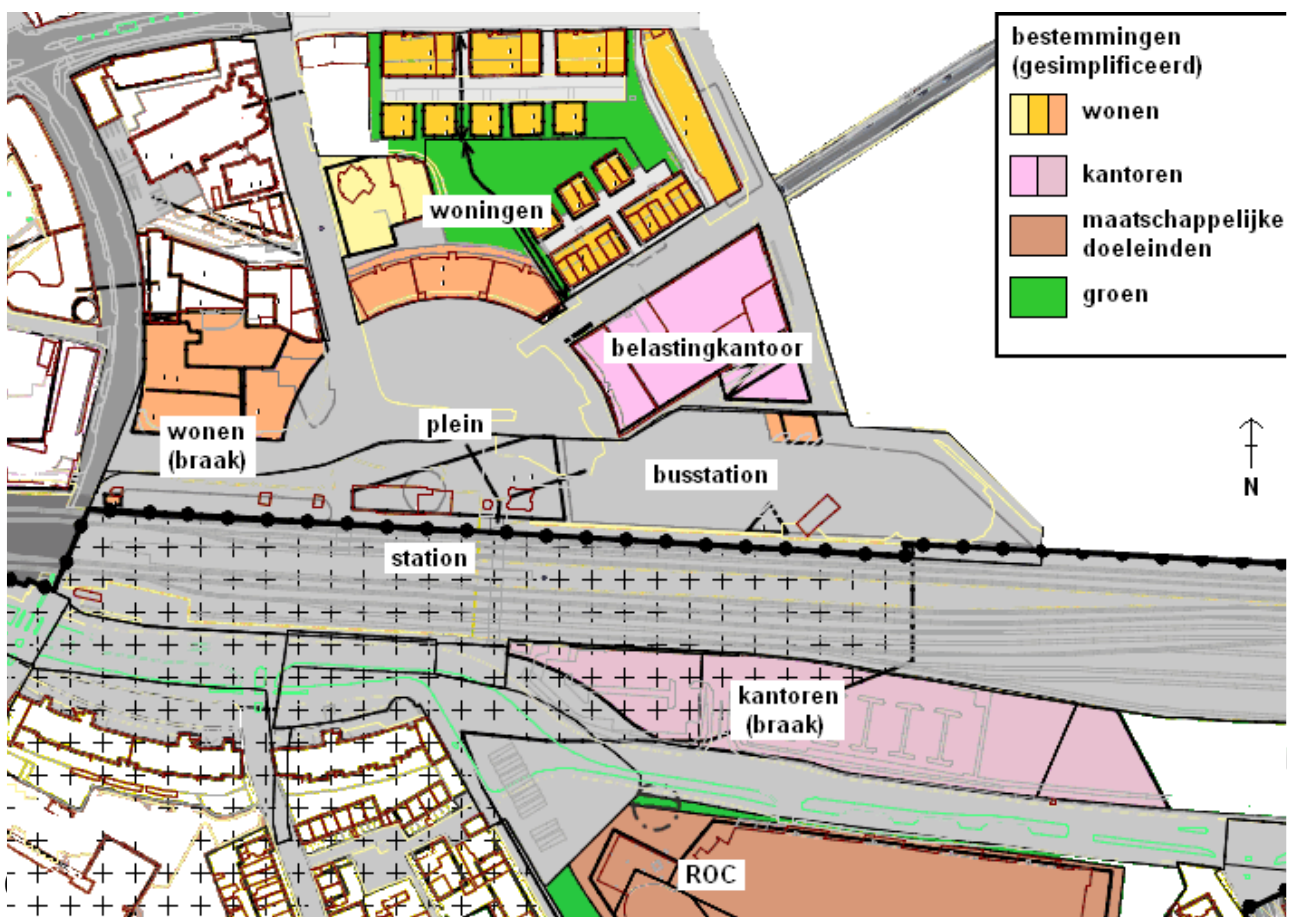 bestemmingen
(gesimplificeerd)
wonen
kantoren
maatschappelijke
doeleinden
groen
woningen
belastingkantoor
plein
wonen
(braak)
busstation
N
station
kantoren
(braak)
ROC